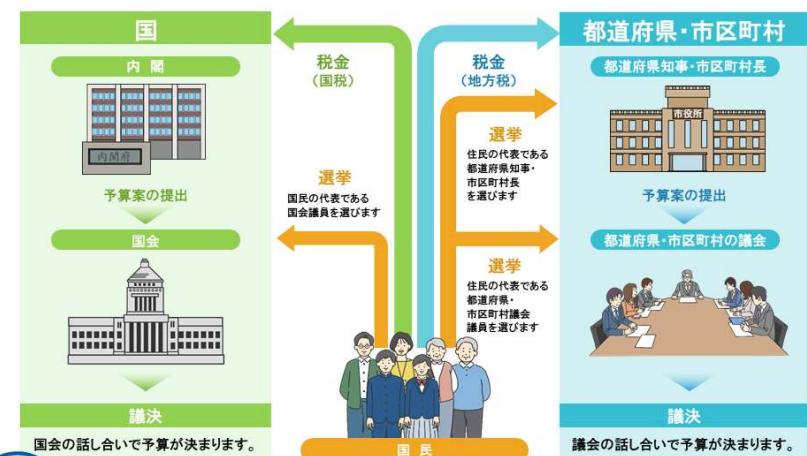 国
内閣
内閣府
予算案の提出
国会
議決
国会の話し合いで予算が決まります。
税金
(国税)
選挙
国民の代表である
国会議員を選びます
税金
(地方税)
選挙
住民の代表である
都道府県知事・
市区町村長
を選びます
選挙
住民の代表である
都道府県・
市区町村議会
議員を選びます
国民
都道府県・市区町村
都道府県知事・市区町村長
市役所
予算案の提出
都道府県・市区町村の議会
議決
議会の話し合いで予算が決まります。